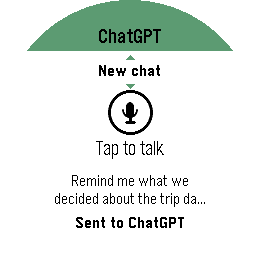 ChatGPT
New chat
Tap to talk
Remind me what we
decided about the trip da...
Sent to ChatGPT